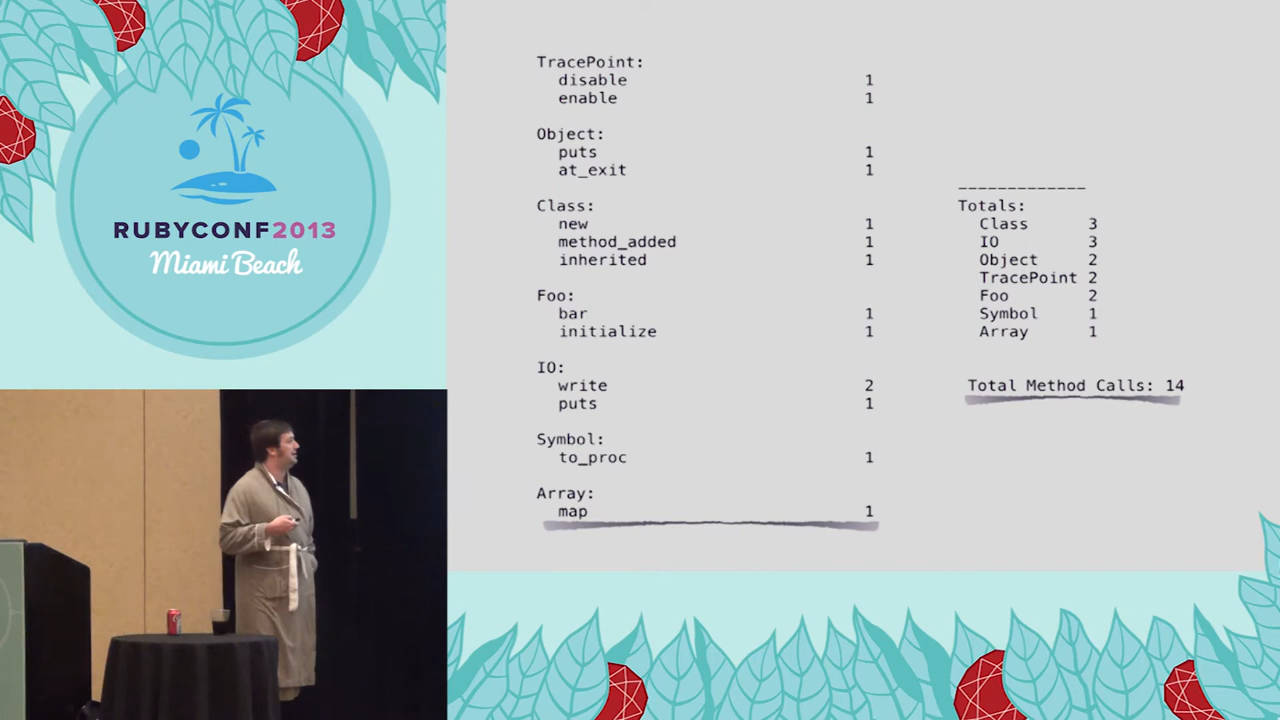 RUBYCONF2013
Miami Beach
TracePoint:
disable 1
enable 1
Object:
puts 1
at_exit 1
Class:
new 1
method_added 1
inherited 1
Foo:
bar 1
initialize 1
IO:
write 2
puts 1
Symbol:
to_proc 1
Array:
map 1
-------------
Totals:
Class 3
IO 3
Object 2
TracePoint 2
Foo 2
Symbol 1
Array 1
Total Method Calls: 14